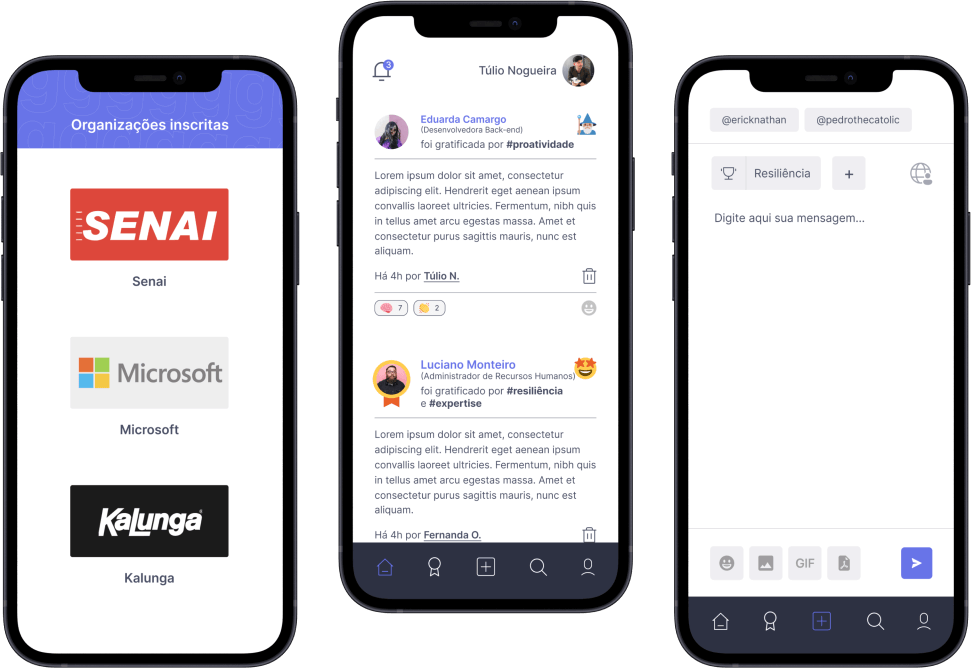 Organizações inscritas
SENAI
Senai
Microsoft
Microsoft
Kalunga
Kalunga
3
Túlio Nogueira
Eduarda Camargo
(Desenvolvedora Back-end)
foi gratificada por #proatividade
Lorem ipsum dolor sit amet, consectetur
adipiscing elit. Hendrerit eget aenean ipsum
convallis laoreet ultricies. Fermentum, nibh quis
in tellus amet arcu egestas massa. Amet et
consectetur purus sagittis mauris, nunc est
aliquam.
Há 4h por Túlio N.
7
2
Luciano Monteiro
(Administrador de Recursos Humanos)
foi gratificado por #resiliência
e #expertise
Lorem ipsum dolor sit amet, consectetur
adipiscing elit. Hendrerit eget aenean ipsum
convallis laoreet ultricies. Fermentum, nibh quis
in tellus amet arcu egestas massa. Amet et
consectetur purus sagittis mauris, nunc est
aliquam.
Há 4h por Fernanda O.
@ericknathan
@pedrothecatolic
Resiliência
+
Digite aqui sua mensagem...
GIF